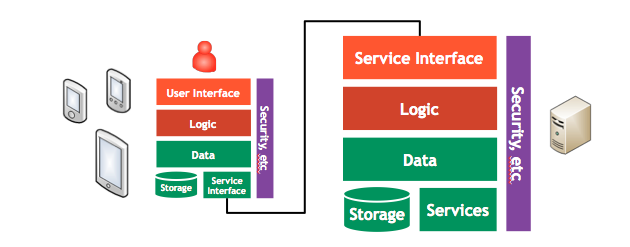 User Interface
Logic
Data
Storage
Service
Interface
Security, etc
Service Interface
Logic
Data
Storage
Services
Security, etc